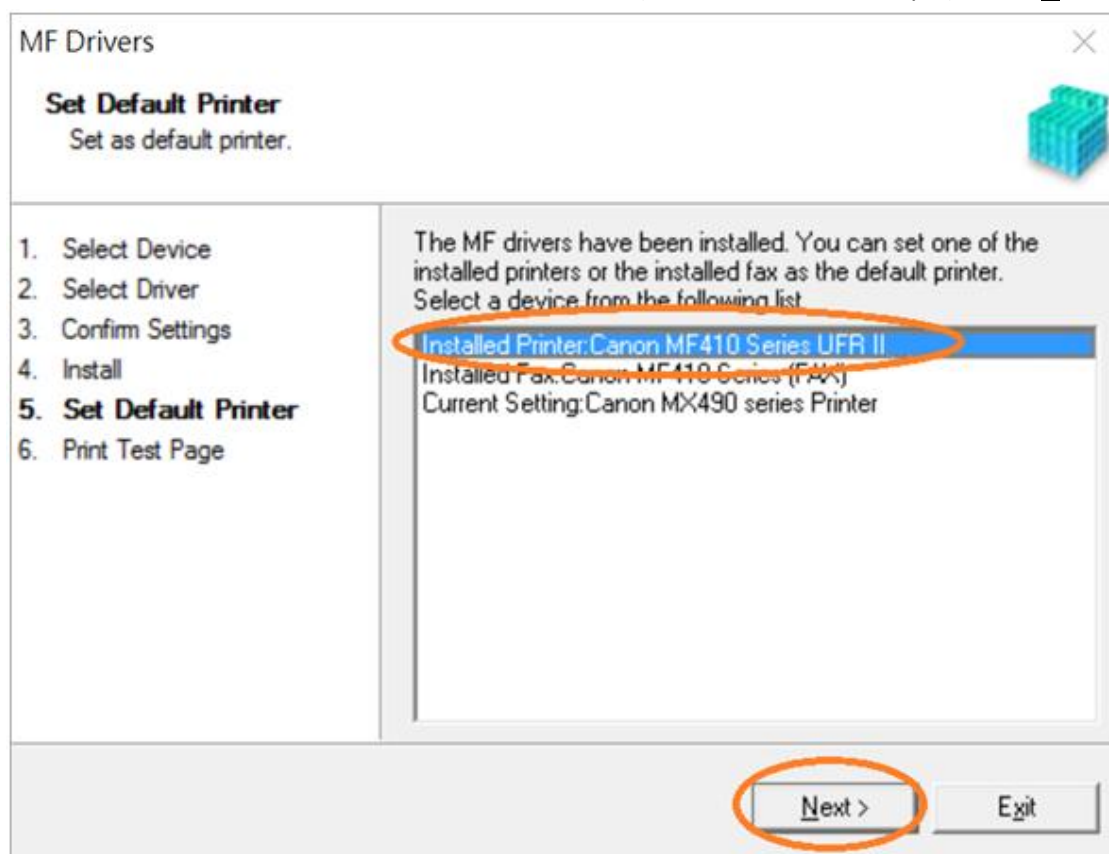 MF Drivers
Set Default Printer
Set as default printer.
1. Select Device
2. Select Driver
3. Confirm Settings
4. Install
5. Set Default Printer
6. Print Test Page
The MF drivers have been installed. You can set one of the
installed printers or the installed fax as the default printer.
Select a device from the following list.
Installed Printer:Canon MF410 Series UFR II
Installed Fax:Canon MF410 Series (FAX)
Current Setting:Canon MX490 series Printer
Next >
Exit